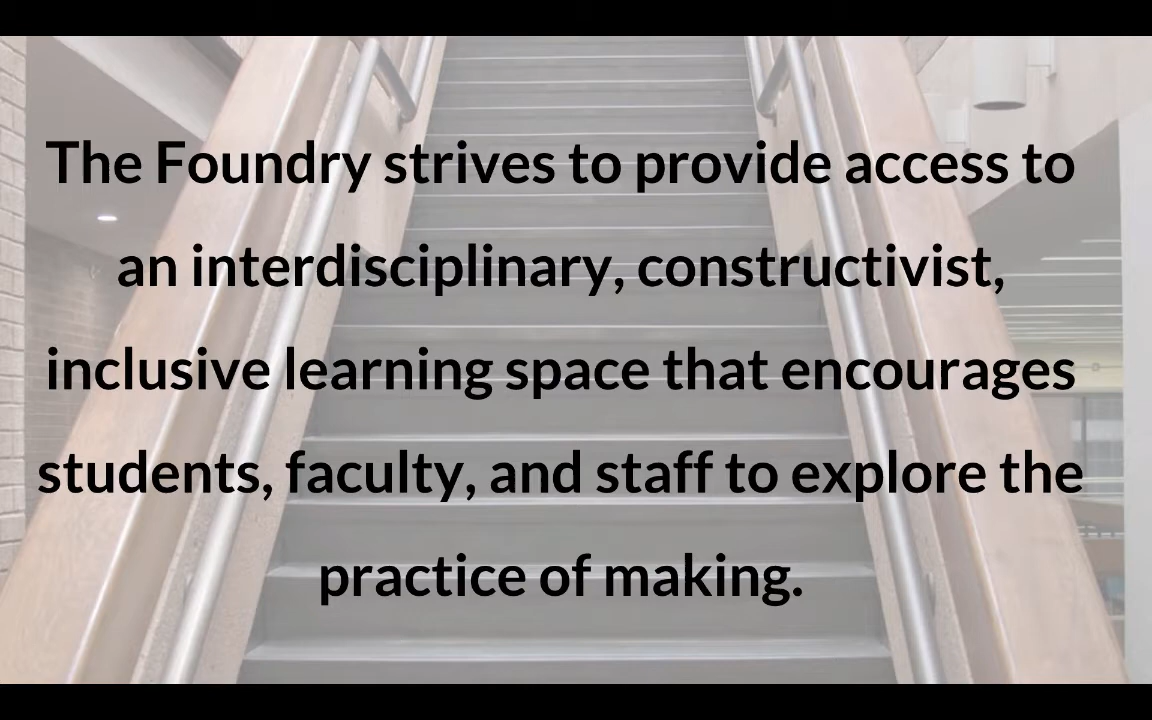 The Foundry strives to provide access to
an interdisciplinary, constructivist,
inclusive learning space that encourages
students, faculty, and staff to explore the
practice of making.